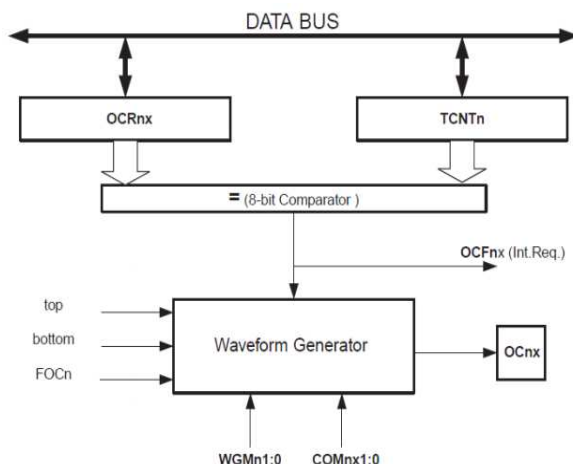 DATA BUS
OCRnx
TCNTn
= (8-bit Comparator )
OCFnx (Int.Req.)
top
bottom
FOCn
Waveform Generator
OCnx
WGMn1:0
COMnx1:0